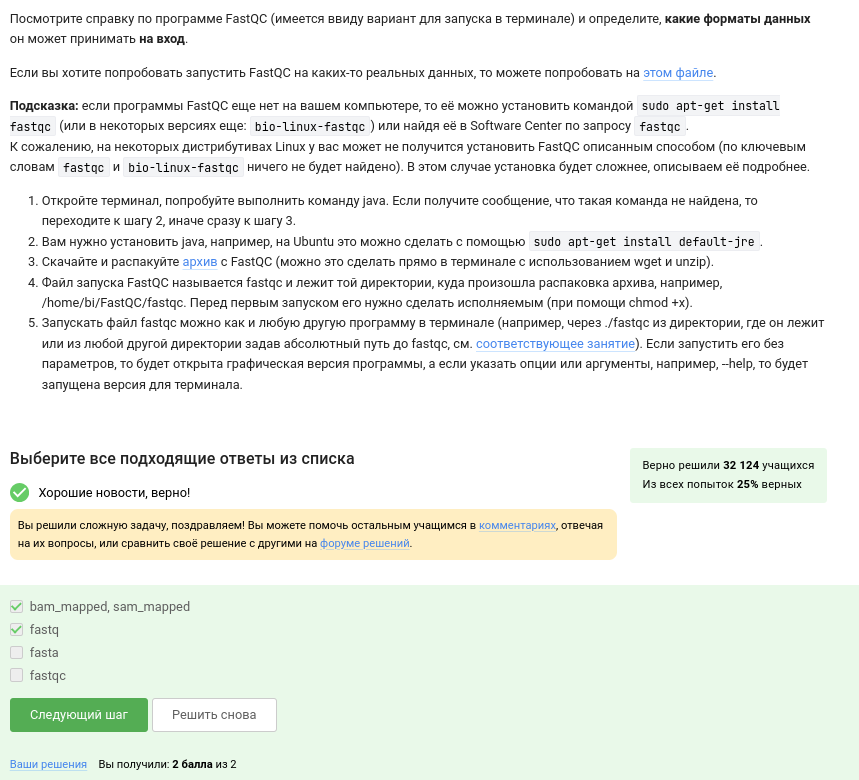 Посмотрите справку по программе FastQC (имеется ввиду вариант для запуска в терминале) и определите, какие форматы данных
он может принимать на вход.
Если вы хотите попробовать запустить FastQC на каких-то реальных данных, то можете попробовать на этом файле.
Подсказка: если программы FastQC еще нет на вашем компьютере, то её можно установить командой sudo apt-get install
fastqc (или в некоторых версиях еще: bio-linux-fastqc ) или найдя её в Software Center по запросу fastqc .
К сожалению, на некоторых дистрибутивах Linux у вас может не получится установить FastQC описанным способом (по ключевым
словам fastqc и bio-linux-fastqc ничего не будет найдено). В этом случае установка будет сложнее, описываем её подробнее.
1. Откройте терминал, попробуйте выполнить команду java. Если получите сообщение, что такая команда не найдена, то
переходите к шагу 2, иначе сразу к шагу 3.
2. Вам нужно установить java, например, на Ubuntu это можно сделать с помощью sudo apt-get install default-jre .
3. Скачайте и распакуйте архив с FastQC (можно это сделать прямо в терминале с использованием wget и unzip).
4. Файл запуска FastQC называется fastqc и лежит той директории, куда произошла распаковка архива, например,
/home/bi/FastQC/fastqc. Перед первым запуском его нужно сделать исполняемым (при помощи chmod +x).
5. Запускать файл fastqc можно как и любую другую программу в терминале (например, через ./fastqc из директории, где он лежит
или из любой другой директории задав абсолютный путь до fastqc, см. соответствующее занятие). Если запустить его без
параметров, то будет открыта графическая версия программы, а если указать опции или аргументы, например, --help, то будет
запущена версия для терминала.
Выберите все подходящие ответы из списка
Верно решили 32 124 учащихся
Из всех попыток 25% верных
Хорошие новости, верно!
Вы решили сложную задачу, поздравляем! Вы можете помочь остальным учащимся в комментариях, отвечая
на их вопросы, или сравнить своё решение с другими на форуме решений.
bam_mapped, sam_mapped
fastq
fasta
fastqc
Следующий шаг Решить снова
Ваши решения Вы получили: 2 балла из 2